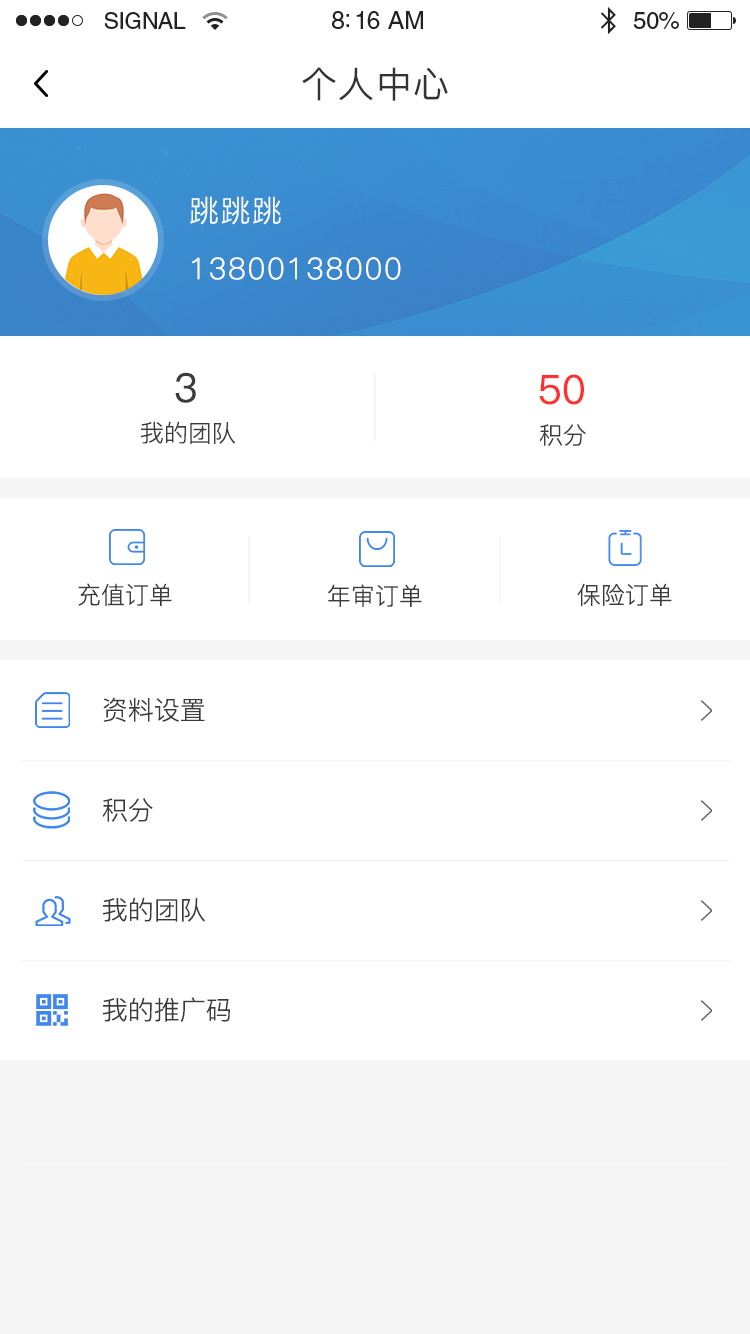 SIGNAL 8:16 AM 50%
个人中心
跳跳跳
13800138000
3 50
我的团队 积分
充值订单 年审订单 保险订单
资料设置
积分
我的团队
我的推广码